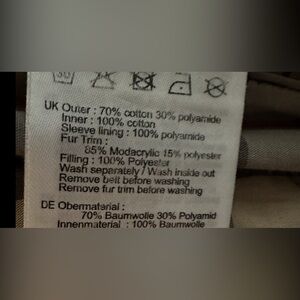 30
UK Outer : 70% cotton 30% polyamide
Inner : 100% cotton
Sleeve lining : 100% polyamide
Fur Trim :
85% Modacrylic 15% polyester
Filling : 100% Polyester
Wash separately / Wash inside out
Remove belt before washing
Remove fur trim before washing
DE Obermaterial :
70% Baumwolle 30% Polyamid
Innenmaterial : 100% Baumwolle